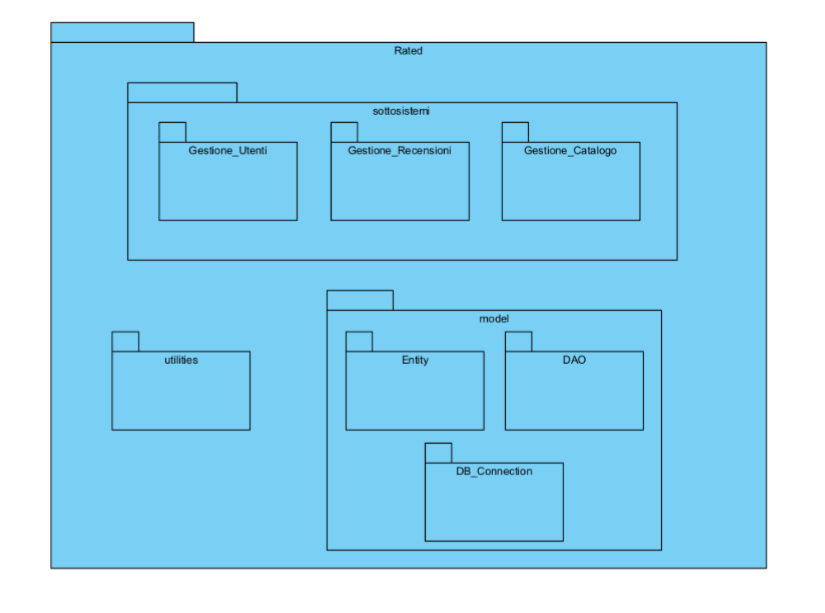 Rated
sottosistemi
Gestione_Utenti
Gestione_Recensioni
Gestione_Catalogo
model
utilities
Entity
DAO
DB_Connection